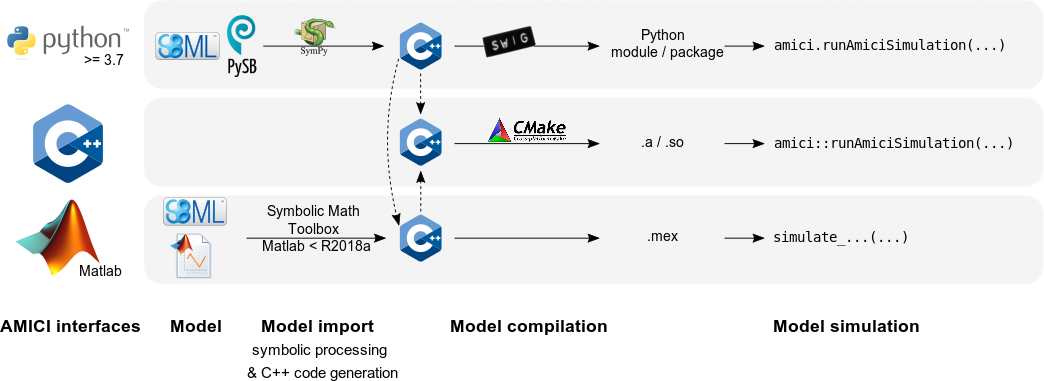 python™
>= 3.7
SBML
PySB
SymPy
C++
SWIG
Python
module / package
amici.runAmiciSimulation(...)
C++
C++
CMake
.a / .so
amici::runAmiciSimulation(...)
Matlab
SBML
Symbolic Math
Toolbox
Matlab < R2018a
C++
.mex
simulate_...(...)
AMICI interfaces
Model
Model import
Model compilation
Model simulation
symbolic processing
& C++ code generation